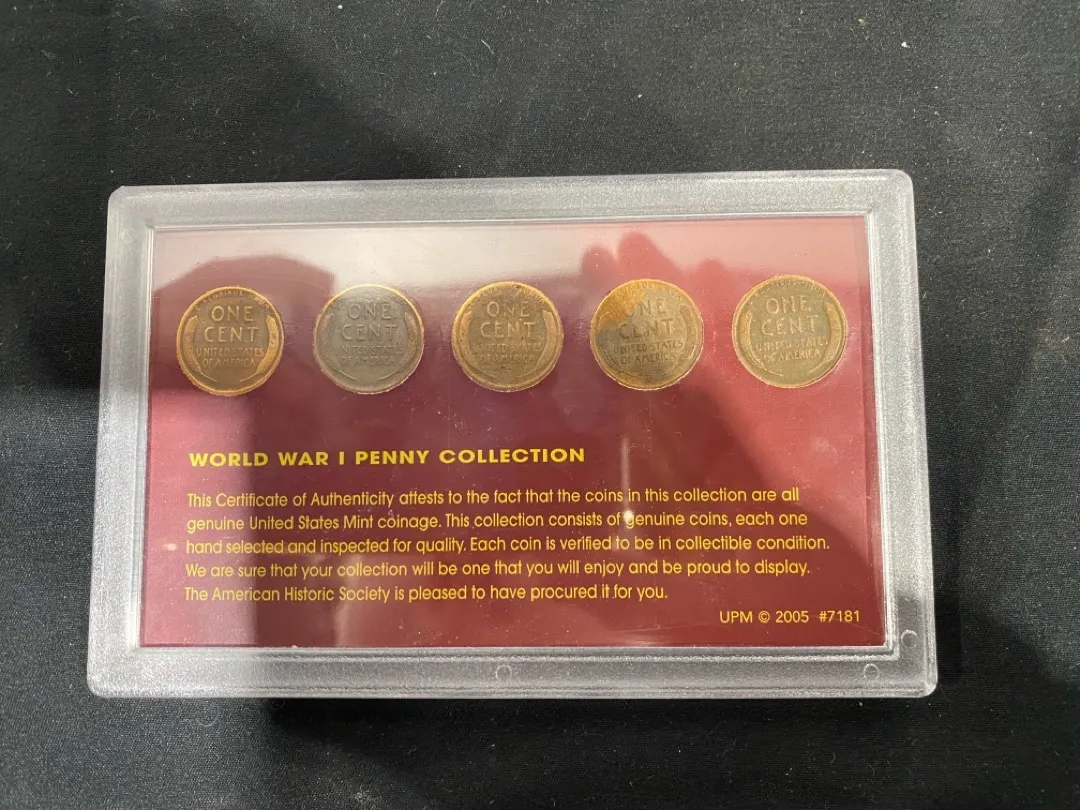 ONE
CENT
UNITED STATES
OF AMERICA
ONE
CENT
ONE
CENT
ONE
CENT
UNITED STATES
OF AMERICA
ONE
CENT
UNITED STATES
OF AMERICA
WORLD WAR I PENNY COLLECTION
This Certificate of Authenticity attests to the fact that the coins in this collection are all
genuine United States Mint coinage. This collection consists of genuine coins, each one
hand selected and inspected for quality. Each coin is verified to be in collectible condition.
We are sure that your collection will be one that you will enjoy and be proud to display.
The American Historic Society is pleased to have procured it for you.
UPM © 2005 #7181